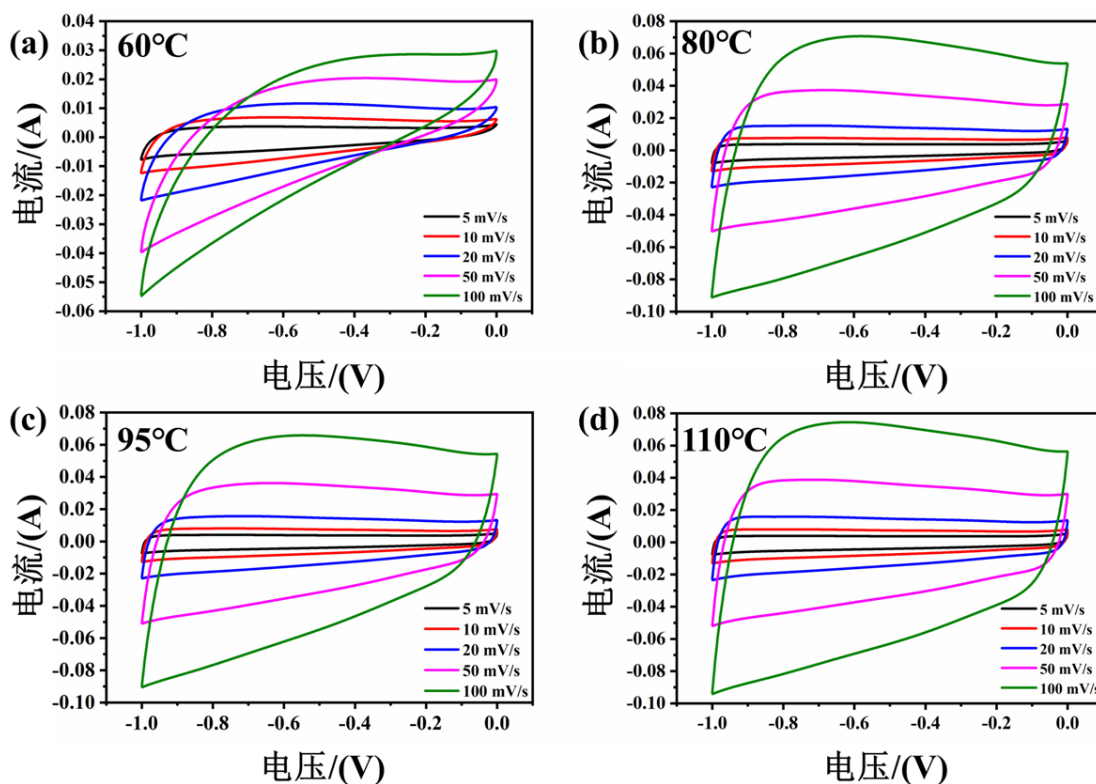 (a) 60°C
0.04
0.03
0.02
0.01
0.00
-0.01
-0.02
-0.03
-0.04
-0.05
-0.06
电流/(A)
5 mV/s
10 mV/s
20 mV/s
50 mV/s
100 mV/s
-1.0 -0.8 -0.6 -0.4 -0.2 0.0
电压/(V)
(b) 80°C
0.08
0.06
0.04
0.02
0.00
-0.02
-0.04
-0.06
-0.08
-0.10
电流/(A)
5 mV/s
10 mV/s
20 mV/s
50 mV/s
100 mV/s
-1.0 -0.8 -0.6 -0.4 -0.2 0.0
电压/(V)
(c) 95°C
0.08
0.06
0.04
0.02
0.00
-0.02
-0.04
-0.06
-0.08
-0.10
电流/(A)
5 mV/s
10 mV/s
20 mV/s
50 mV/s
100 mV/s
-1.0 -0.8 -0.6 -0.4 -0.2 0.0
电压/(V)
(d) 110°C
0.08
0.06
0.04
0.02
0.00
-0.02
-0.04
-0.06
-0.08
-0.10
电流/(A)
5 mV/s
10 mV/s
20 mV/s
50 mV/s
100 mV/s
-1.0 -0.8 -0.6 -0.4 -0.2 0.0
电压/(V)